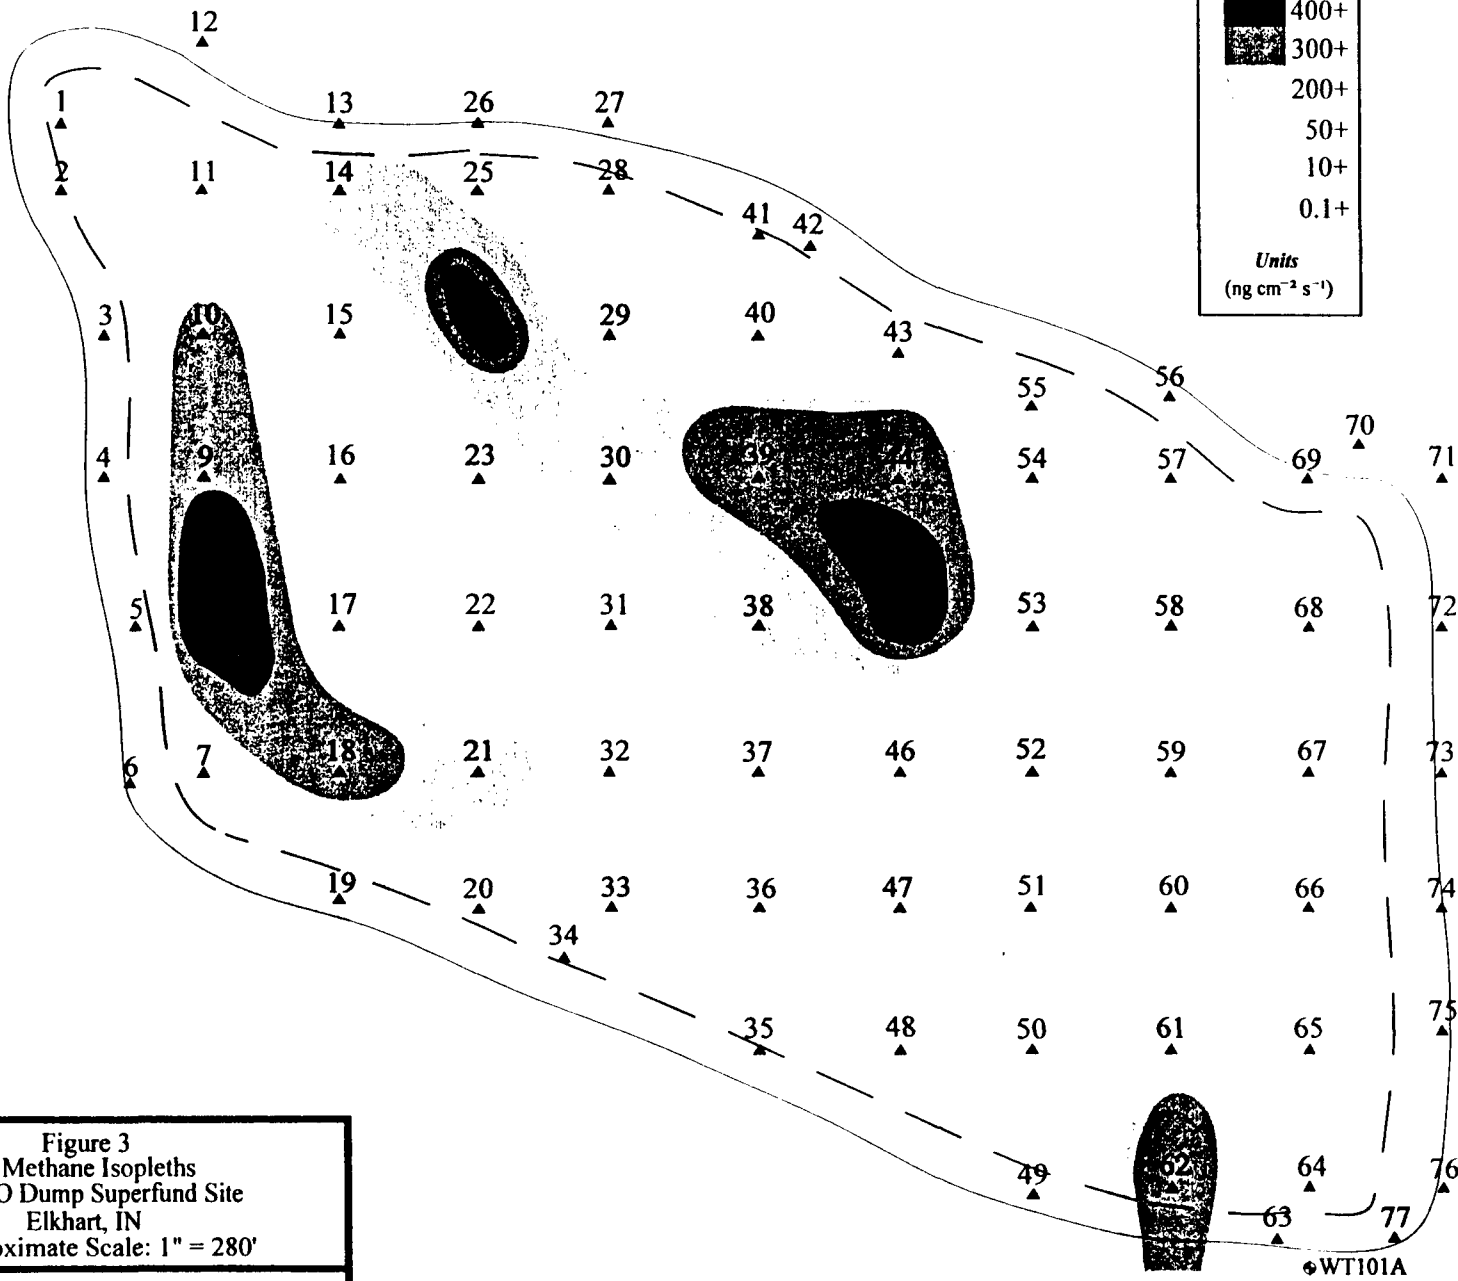 400+
300+
200+
50+
10+
0.1+
Units
(ng cm⁻² s⁻¹)
12
1 13 26 27
2 11 14 25 28
41 42
3 10 15 29 40 43
55 56
70
4 9 16 23 30 39 44 54 57 69 71
5 17 22 31 38 53 58 68 72
6 7 18 21 32 37 46 52 59 67 73
19 20 33 36 47 51 60 66 74
34
35 48 50 61 65 75
49 62 64 76
63 77
WT101A
Figure 3
Methane Isopleths
Dump Superfund Site
Elkhart, IN
Scale: 1" = 280'